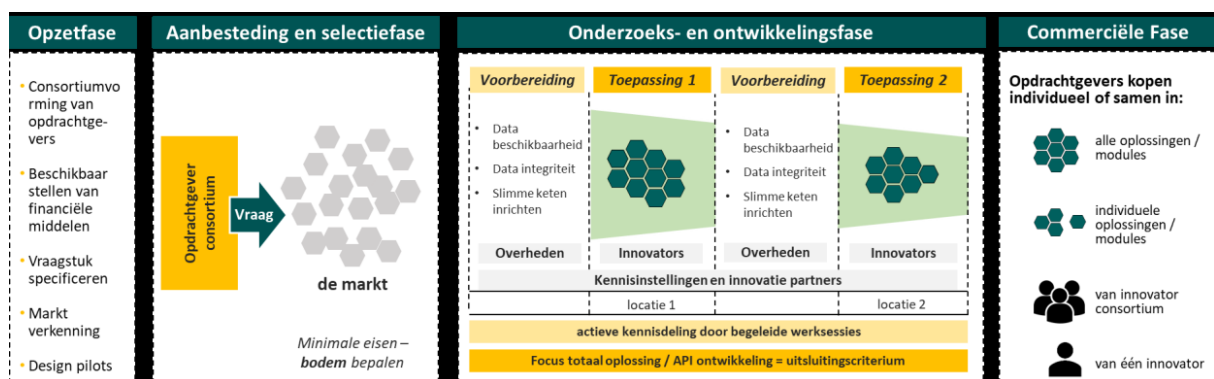 Opzetfase
• Consortiumvo
rming van
opdrachtge-
vers
• Beschikbaar
stellen van
financiële
middelen
• Vraagstuk
specificeren
• Markt
verkenning
• Design pilots
Aanbesteding en selectiefase
Opdrachtgever
consortium
Vraag
de markt
Minimale eisen –
bodem bepalen
Onderzoeks- en ontwikkelingsfase
Voorbereiding
• Data
beschikbaarheid
• Data integriteit
• Slimme keten
inrichten
Overheden
Toepassing 1
Innovators
Voorbereiding
• Data
beschikbaarheid
• Data integriteit
• Slimme keten
inrichten
Overheden
Toepassing 2
Innovators
Kennisinstellingen en innovatie partners
locatie 1
locatie 2
actieve kennisdeling door begeleide werksessies
Focus totaal oplossing / API ontwikkeling = uitsluitingscriterium
Commerciële Fase
Opdrachtgevers kopen
individueel of samen in:
alle oplossingen /
modules
individuele
oplossingen /
modules
van innovator
consortium
van één innovator